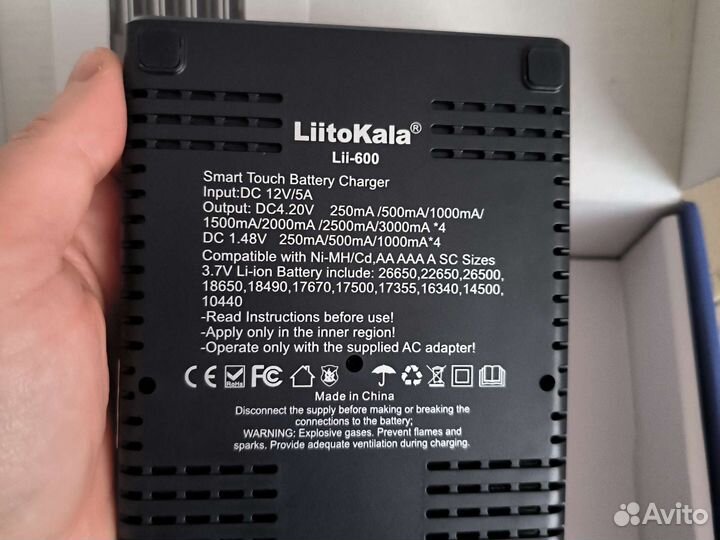 LiitoKala®
Lii-600
Smart Touch Battery Charger
Input:DC 12V/5A
Output: DC4.20V 250mA /500mA/1000mA/
1500mA/2000mA /2500mA/3000mA *4
DC 1.48V 250mA/500mA/1000mA*4
Compatible with Ni-MH/Cd,AA AAA A SC Sizes
3.7V Li-ion Battery include: 26650,22650,26500,
18650,18490,17670,17500,17355,16340,14500,
10440
-Read Instructions before use!
-Apply only in the inner region!
-Operate only with the supplied AC adapter!
CE RoHS FC
Made in China
Disconnect the supply before making or breaking the
connections to the battery;
WARNING: Explosive gases. Prevent flames and
sparks. Provide adequate ventilation during charging.
Avito